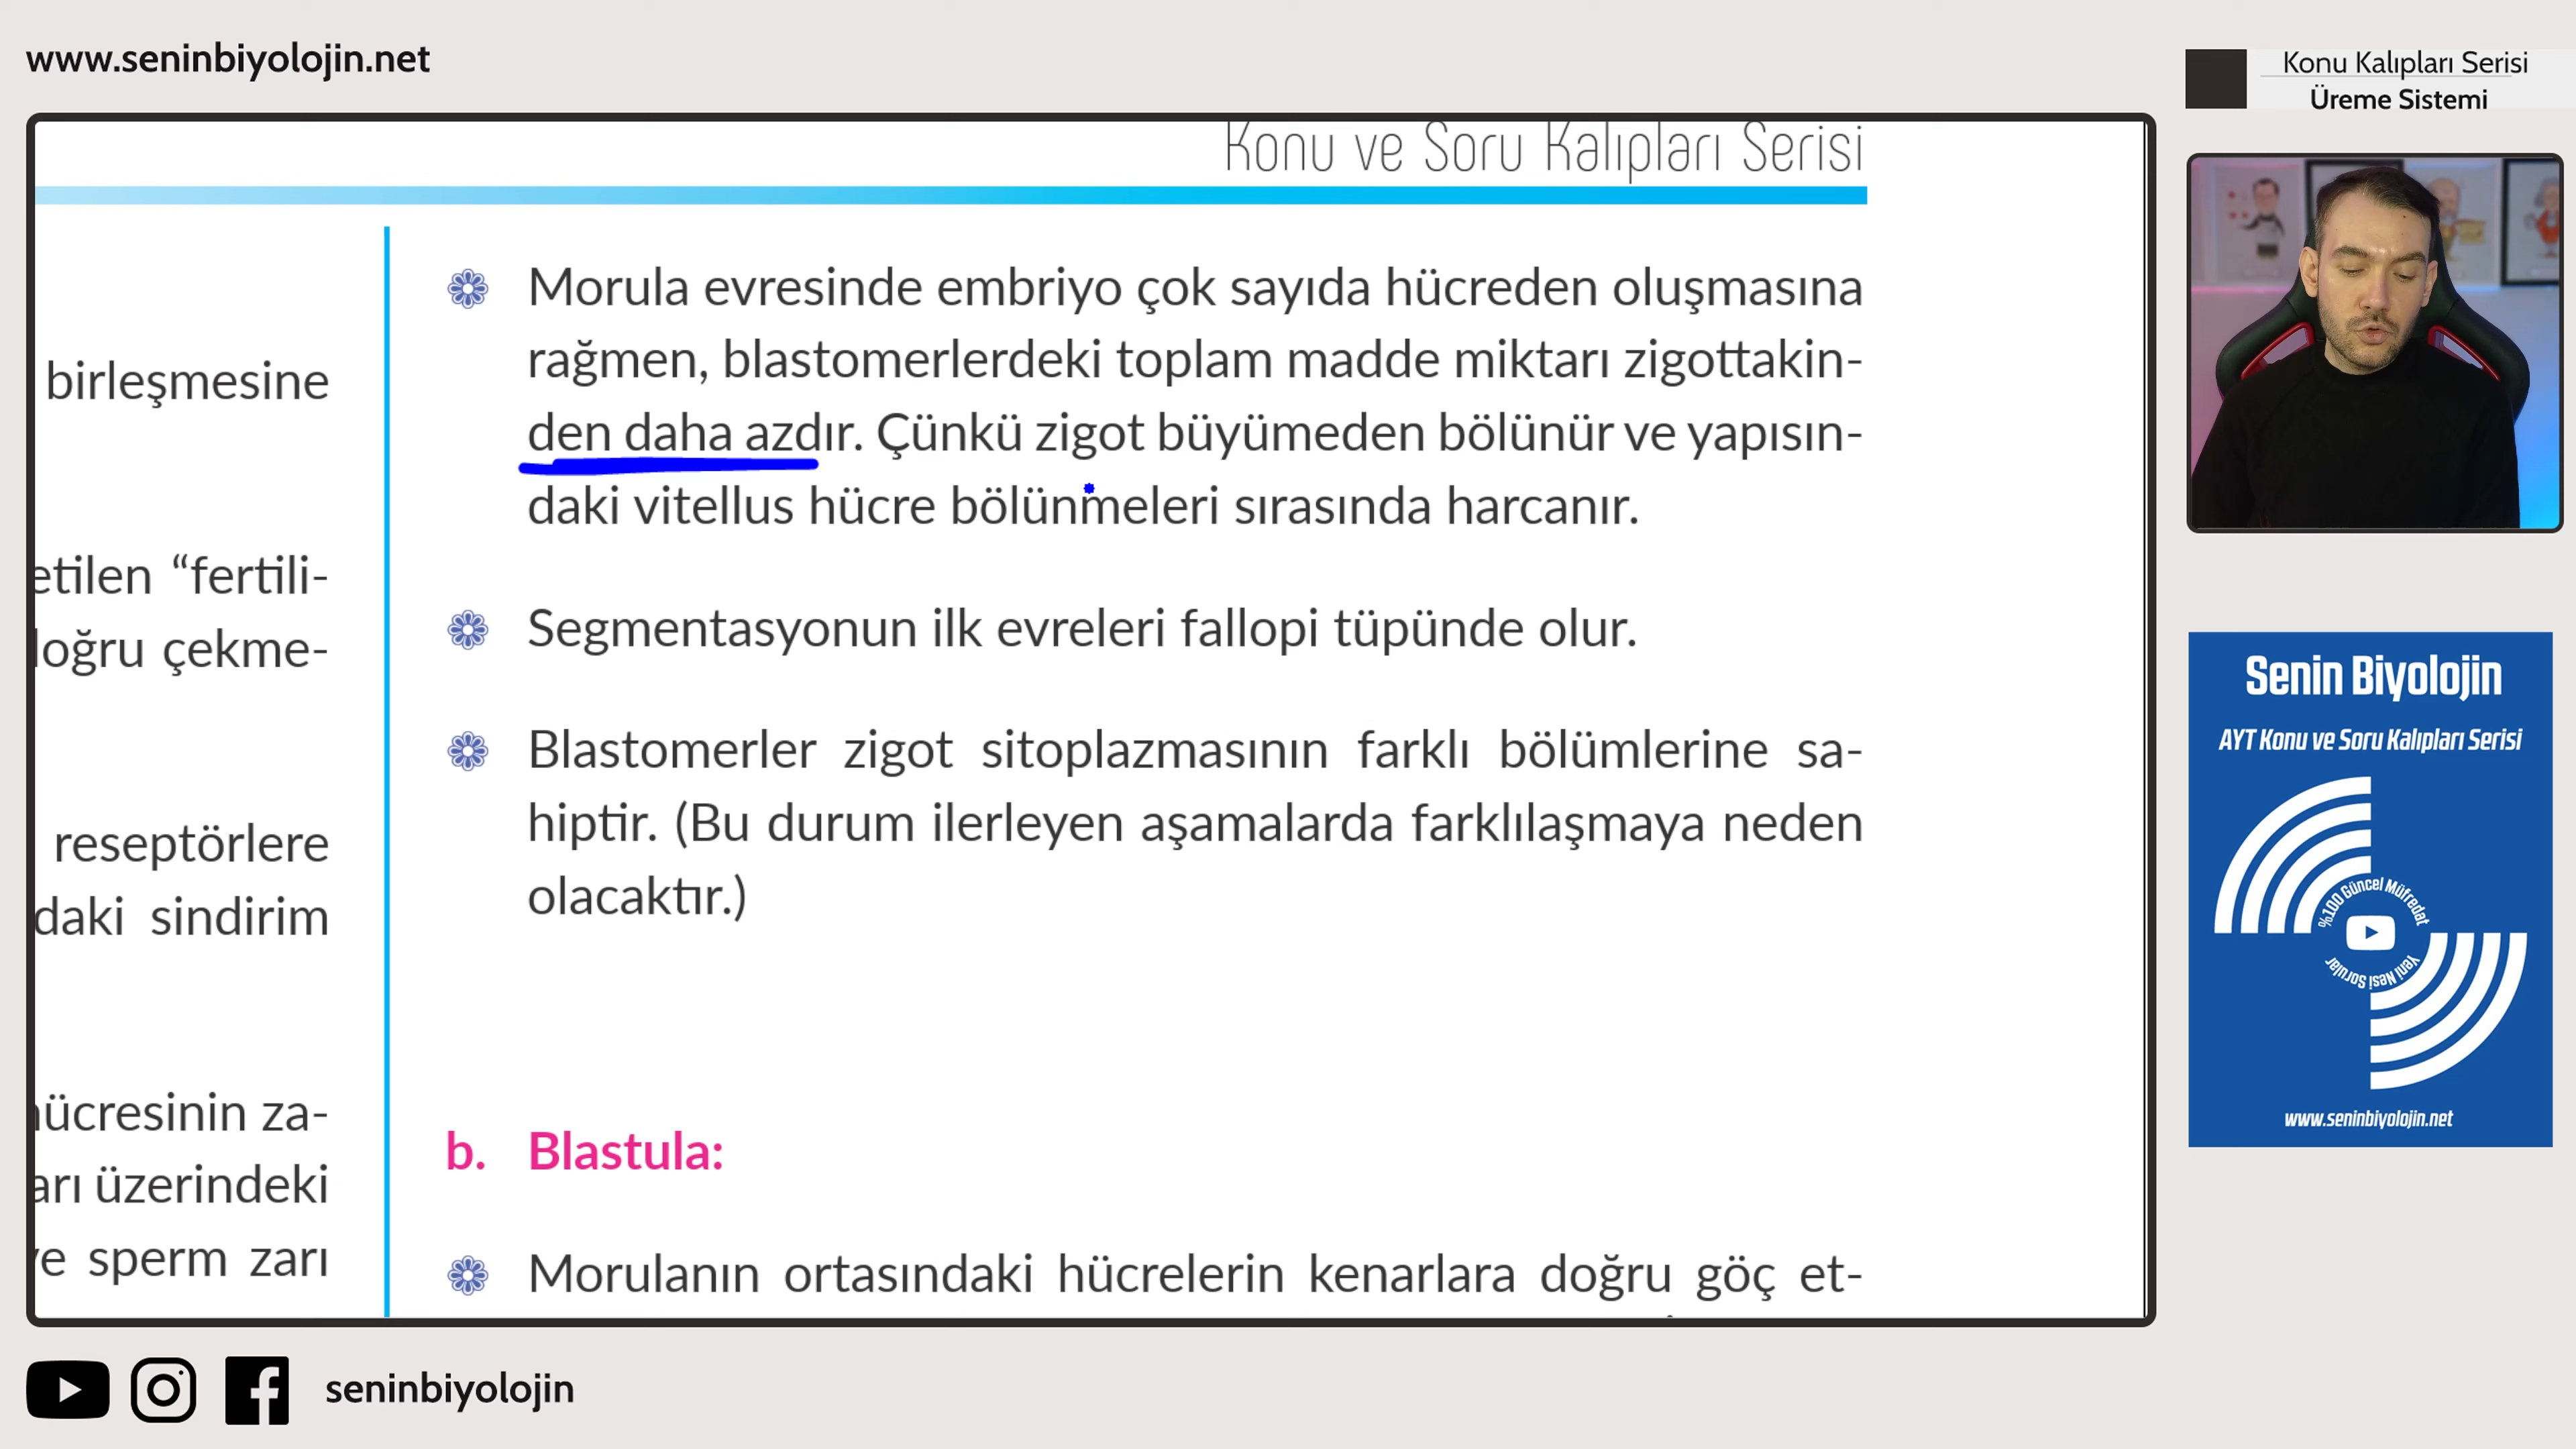 www.seninbiyolojin.net
Konu Kalıpları Serisi
Üreme Sistemi
Konu ve Soru Kalıpları Serisi
birleşmesine
etilen “fertili-
doğru çekme-
reseptörlere
daki sindirim
hücresinin za-
arı üzerindeki
ve sperm zarı
Morula evresinde embriyo çok sayıda hücreden oluşmasına
rağmen, blastomerlerdeki toplam madde miktarı zigottakin-
den daha azdır. Çünkü zigot büyümeden bölünür ve yapısın-
daki vitellus hücre bölünmeleri sırasında harcanır.
Segmentasyonun ilk evreleri fallopi tüpünde olur.
Blastomerler zigot sitoplazmasının farklı bölümlerine sa-
hiptir. (Bu durum ilerleyen aşamalarda farklılaşmaya neden
olacaktır.)
b. Blastula:
Morulanın ortasındaki hücrelerin kenarlara doğru göç et-
Senin Biyolojin
AYT Konu ve Soru Kalıpları Serisi
%100 Güncel Müfredat
Yeni Nesi Sorular
www.seninbiyolojin.net
seninbiyolojin